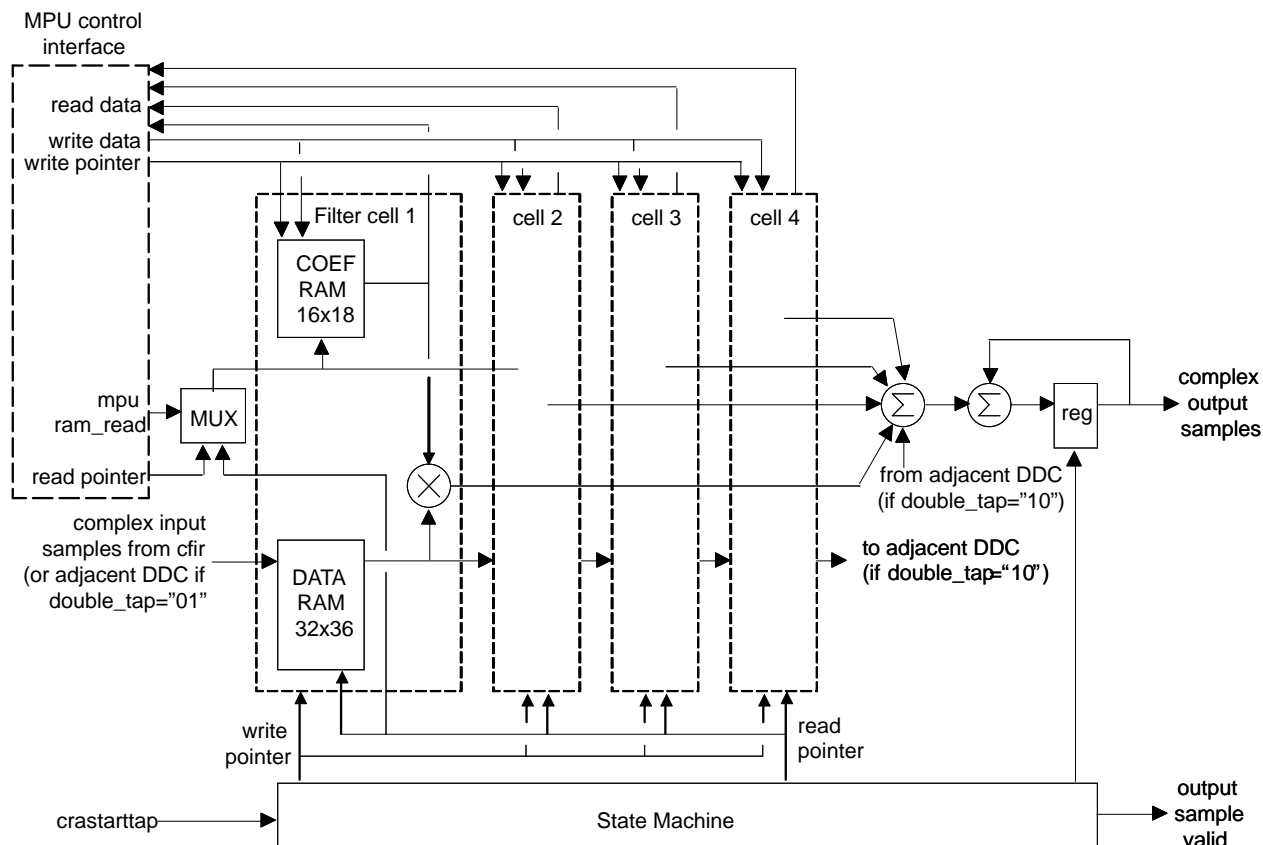 MPU control
interface
read data
write data
write pointer
Filter cell 1
cell 2
cell 3
cell 4
COEF
RAM
16x18
mpu
ram_read
MUX
read pointer
Σ
Σ
reg
complex
output
samples
from adjacent DDC
(if double_tap=”10”)
complex input
samples from cfir
(or adjacent DDC if
double_tap=”01”
DATA
RAM
32x36
to adjacent DDC
(if double_tap=“10”)
write
pointer
read
pointer
crastarttap
State Machine
output
sample
valid